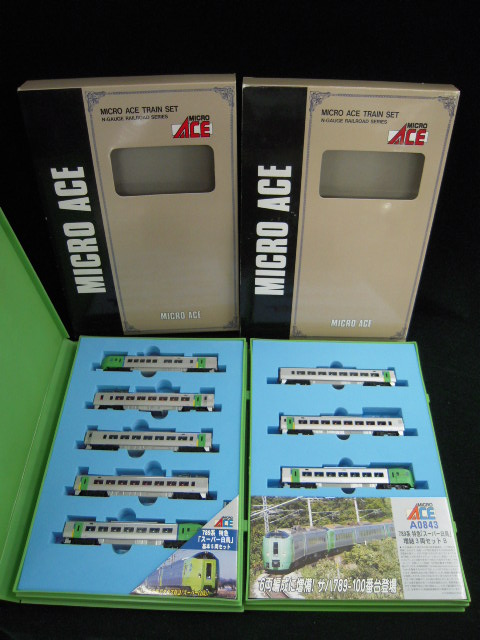 MICRO ACE TRAIN SET
N-GAUGE RAILROAD SERIES
MICRO
ACE
MICRO ACE
MICRO ACE
MICRO ACE TRAIN SET
N-GAUGE RAILROAD SERIES
MICRO
ACE
MICRO ACE
MICRO ACE
MICRO
ACE
789系 特急
「スーパー白鳥」
基本5両セット
MICRO
ACE
A0843
789系 特急「スーパー白鳥」
増結3両セットB
6両編成に増備!サハ789-100番台登場